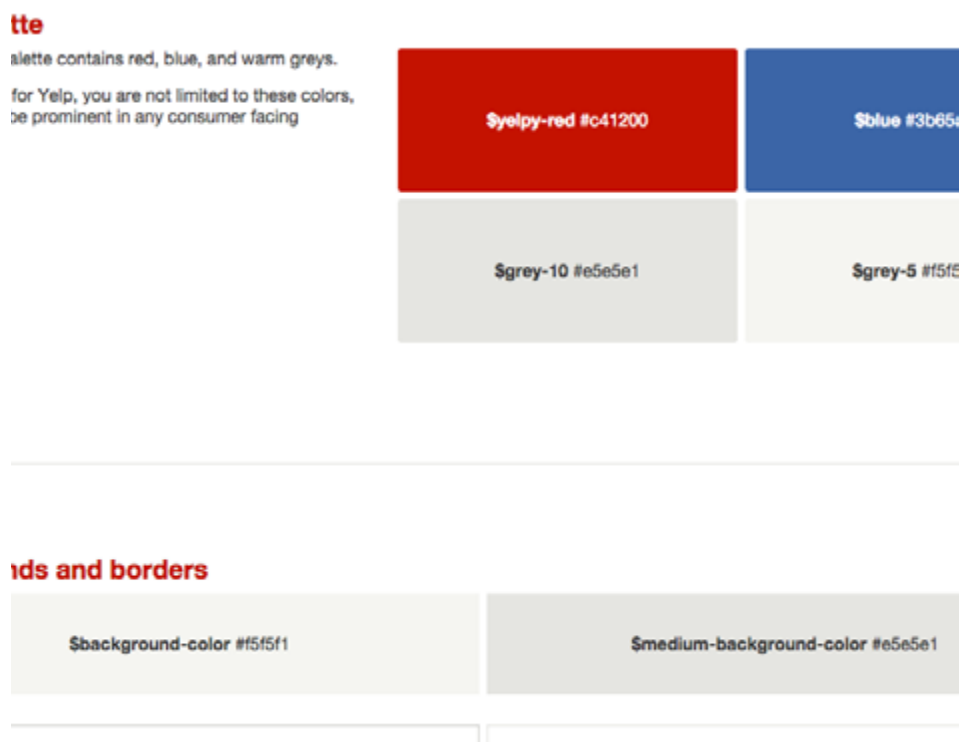 tte
alette contains red, blue, and warm greys.
for Yelp, you are not limited to these colors,
be prominent in any consumer facing
$yelpy-red #c41200
$blue #3b65
$grey-10 #e5e5e1
$grey-5 #f5f5
nds and borders
$background-color #f5f5f1
$medium-background-color #e5e5e1